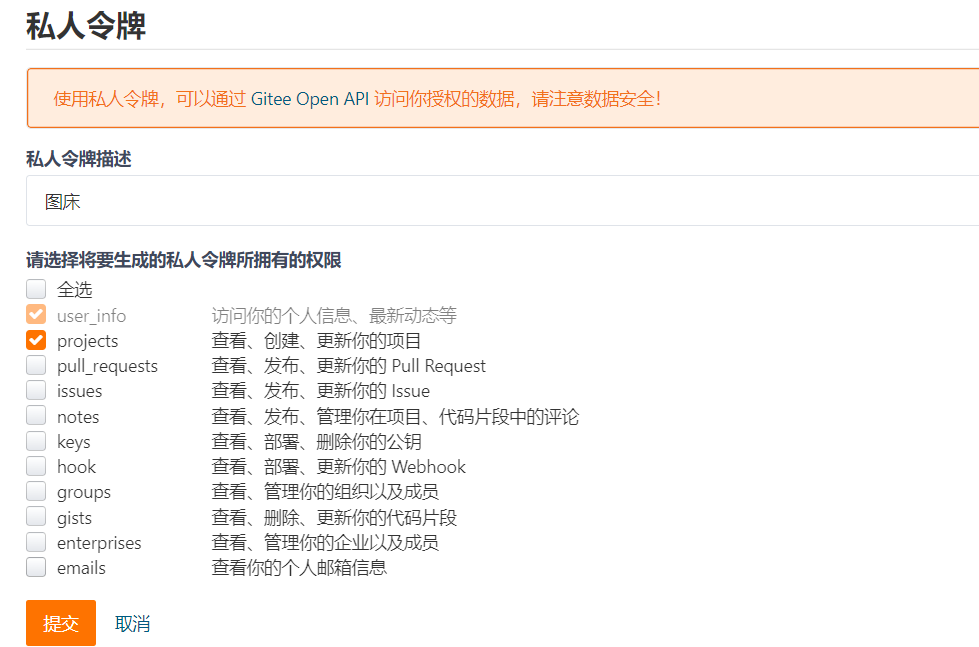 私人令牌
使用私人令牌，可以通过 Gitee Open API 访问你授权的数据，请注意数据安全！
私人令牌描述
图床
请选择将要生成的私人令牌所拥有的权限
全选
user_info 访问你的个人信息、最新动态等
projects 查看、创建、更新你的项目
pull_requests 查看、发布、更新你的 Pull Request
issues 查看、发布、更新你的 Issue
notes 查看、发布、管理你在项目、代码片段中的评论
keys 查看、部署、删除你的公钥
hook 查看、部署、更新你的 Webhook
groups 查看、管理你的组织以及成员
gists 查看、删除、更新你的代码片段
enterprises 查看、管理你的企业以及成员
emails 查看你的个人邮箱信息
提交 取消